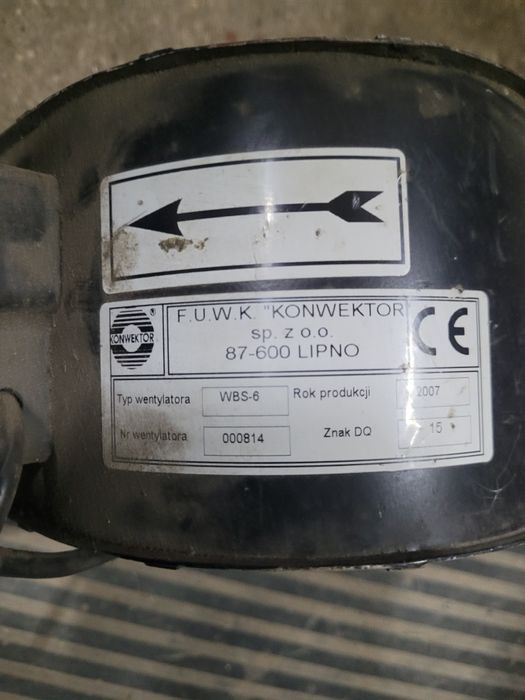 KONWEKTOR ®
F.U.W.K. "KONWEKTOR
sp. z o.o.
87-600 LIPNO
CE
Typ wentylatora WBS-6 Rok produkcji 2007
Nr wentylatora 000814 Znak DQ 15